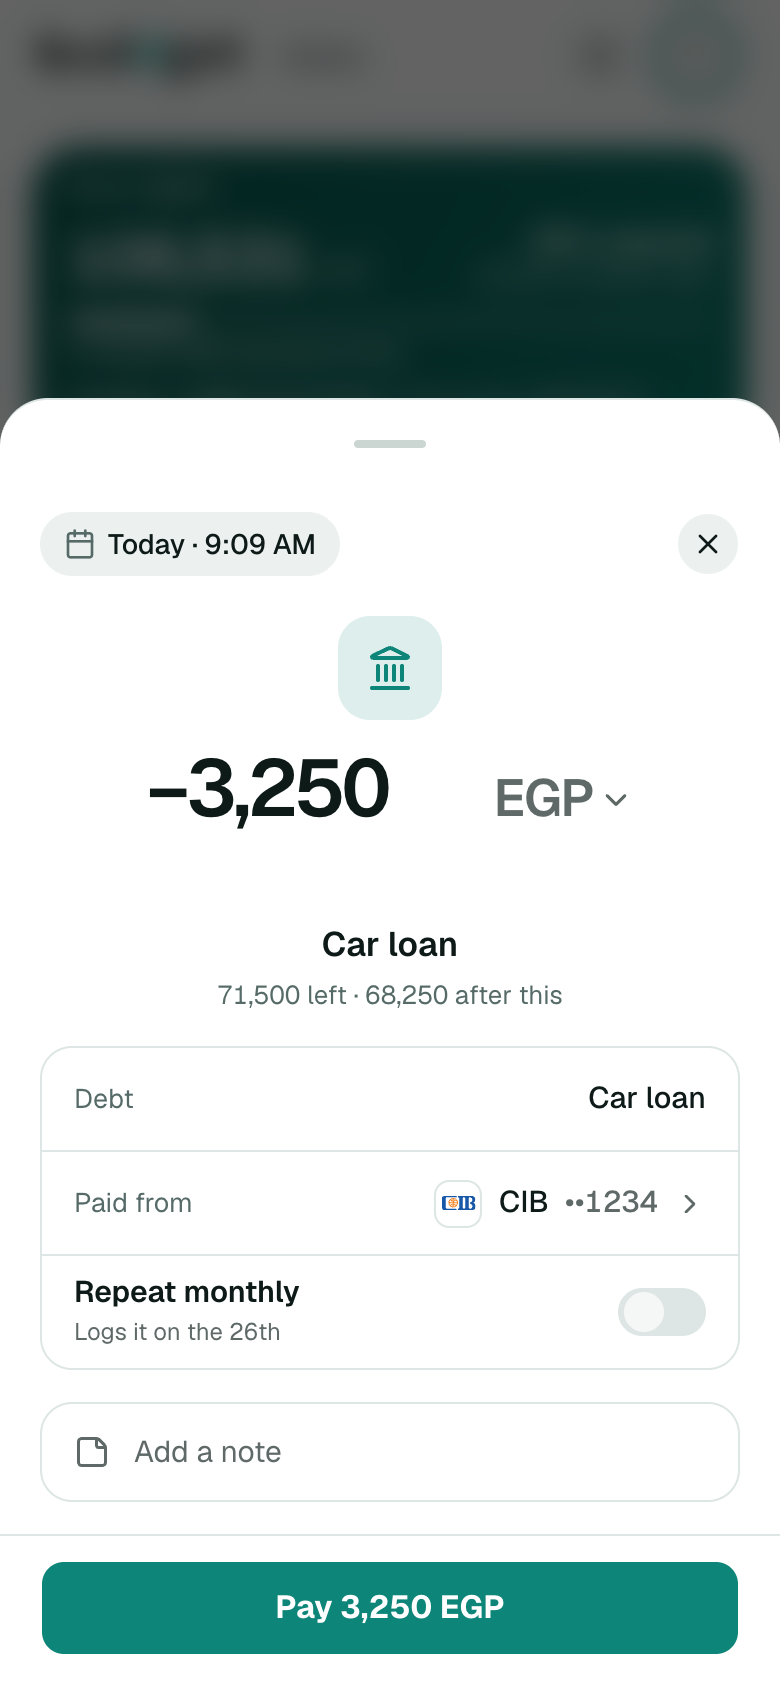 Today · 9:09 AM
−3,250 EGP
Car loan
71,500 left · 68,250 after this
Debt Car loan
Paid from CIB CIB ••1234
Repeat monthly
Logs it on the 26th
Add a note
Pay 3,250 EGP